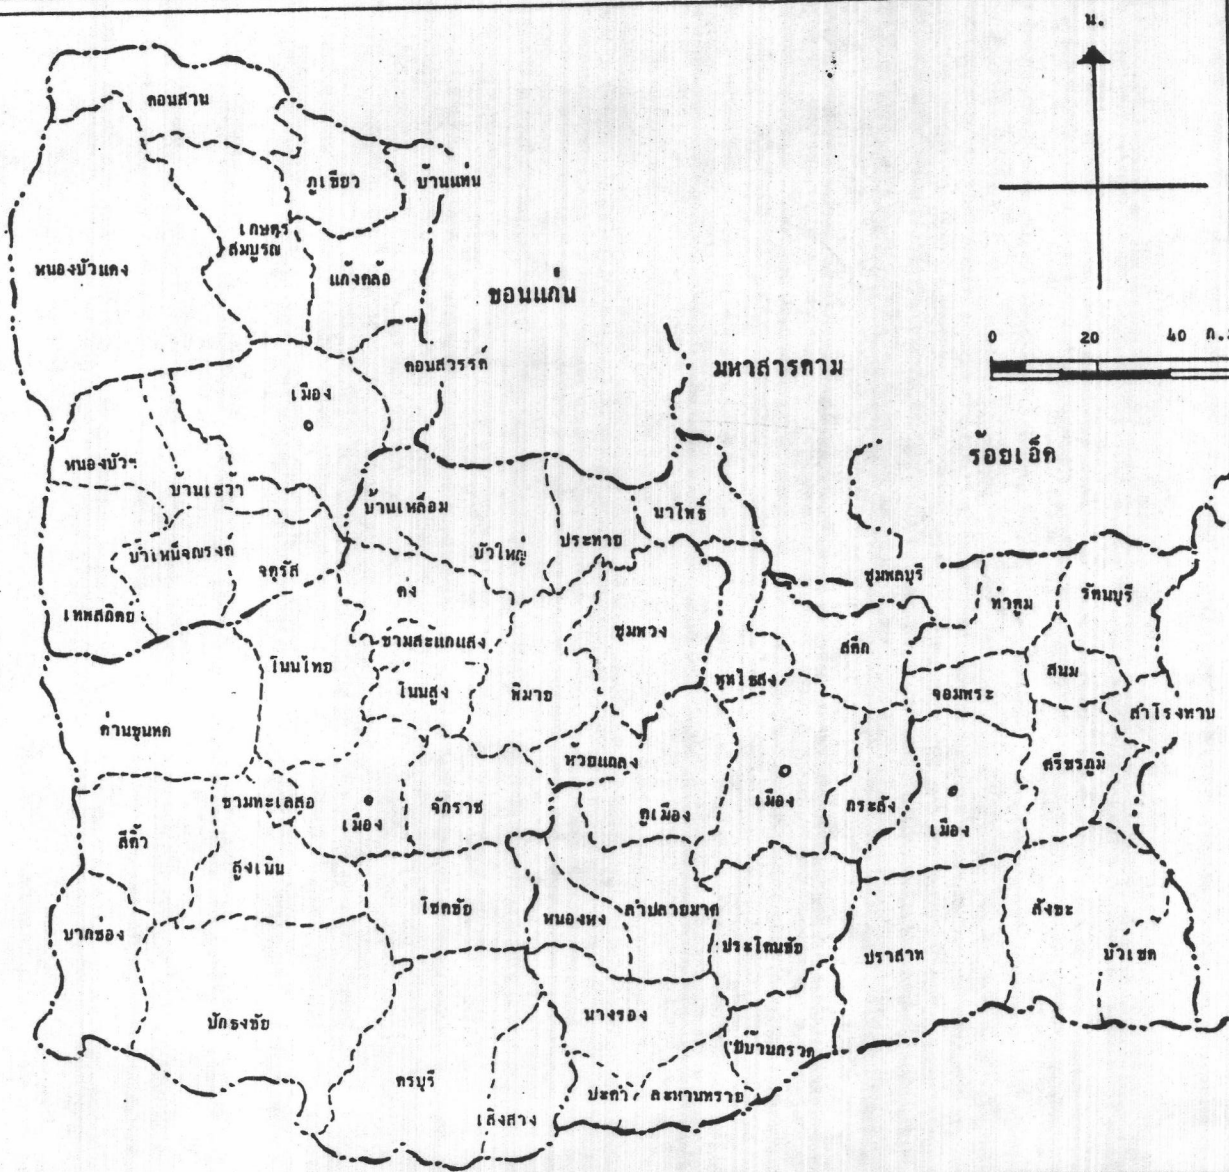 น.
คอนสาน
ภูเขียว
บ้านแท่น
เกษตร
สมบูรณ์
หนองบัวแดง
แก้งคล้อ
ขอนแก่น
0 20 40 ก.ม
คอนสวรรค์
มหาสารคาม
เมือง
ร้อยเอ็ด
หนองบัวฯ
บ้านเขว้า
บ้านเหลื่อม
นาโพธิ์
ประทาย
บัวใหญ่
บำเหน็จณรงค์
จตุรัส
ชุมพลบุรี
คง
ท่าตูม
รัตนบุรี
เทพสถิตย
ขามสะแกแสง
ชุมพวง
สตึก
โนนไทย
สนม
โนนสูง
พิมาย
พุทไธสง
จอมพระ
สำโรงทาบ
ด่านขุนทด
ห้วยแถลง
ศรีขรภูมิ
ขามทะเลสอ
เมือง
จักราช
คูเมือง
เมือง
กระสัง
เมือง
สีคิ้ว
สูงเนิน
โชคชัย
หนองหง
ลำปลายมาศ
สังขะ
ปากช่อง
ประโคนชัย
ปราสาท
บัวเชด
ปักธงชัย
นางรอง
บ้านกรวด
ครบุรี
ปะคำ
ละหานทราย
เสิงสาง